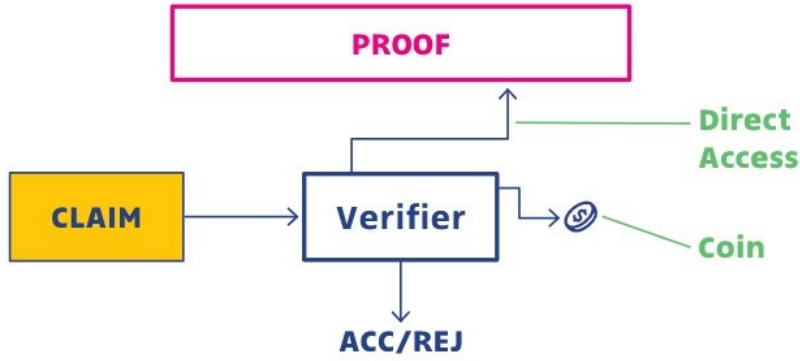 PROOF
Direct
Access
CLAIM
Verifier
$
Coin
ACC/REJ